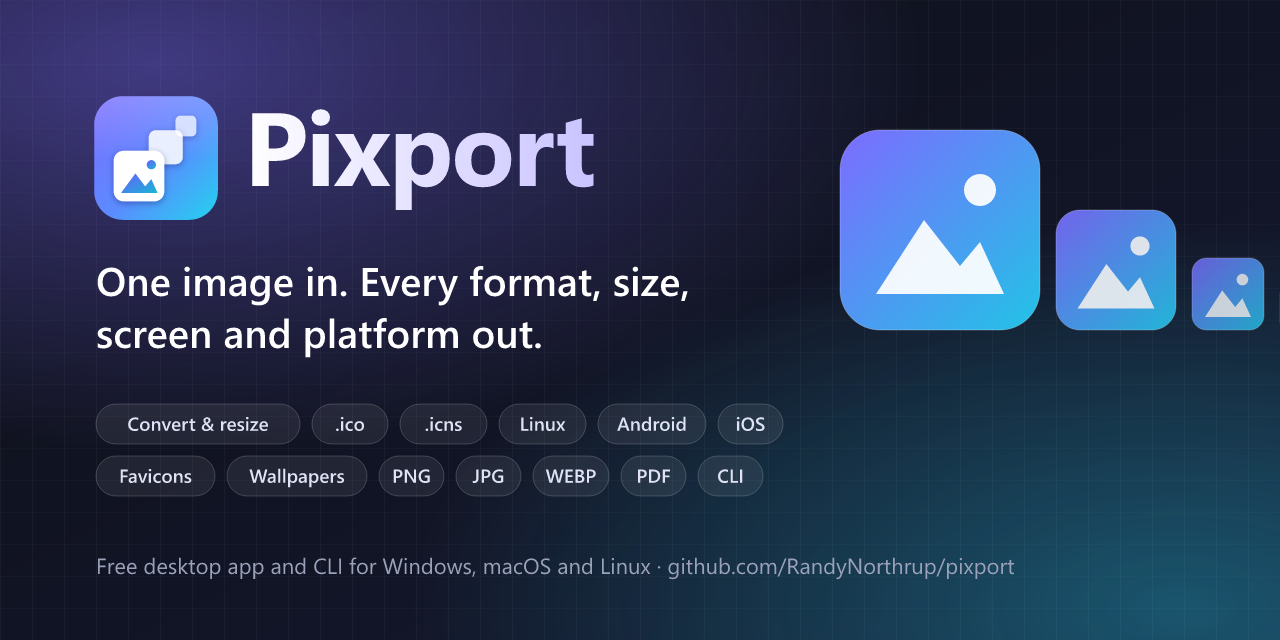 Pixport
One image in. Every format, size,
screen and platform out.
Convert & resize .ico .icns Linux Android iOS
Favicons Wallpapers PNG JPG WEBP PDF CLI
Free desktop app and CLI for Windows, macOS and Linux · github.com/RandyNorthrup/pixport